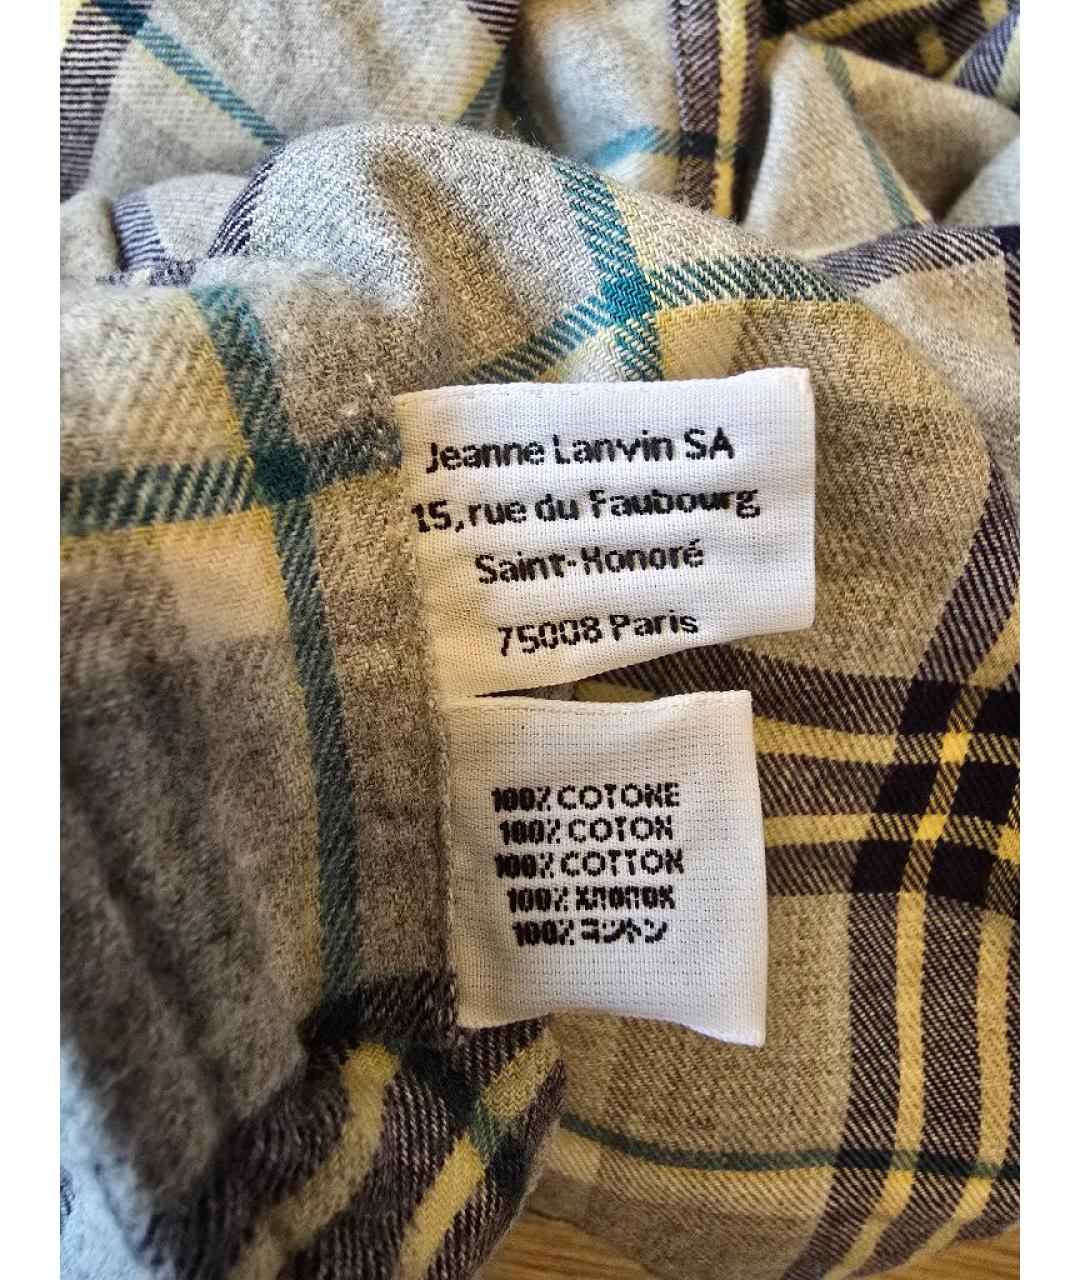 Jeanne Lanvin SA
15, rue du Faubourg
Saint-Honoré
75008 Paris
100% COTONE
100% COTON
100% COTTON
100% ХЛОПОК
100% コットン